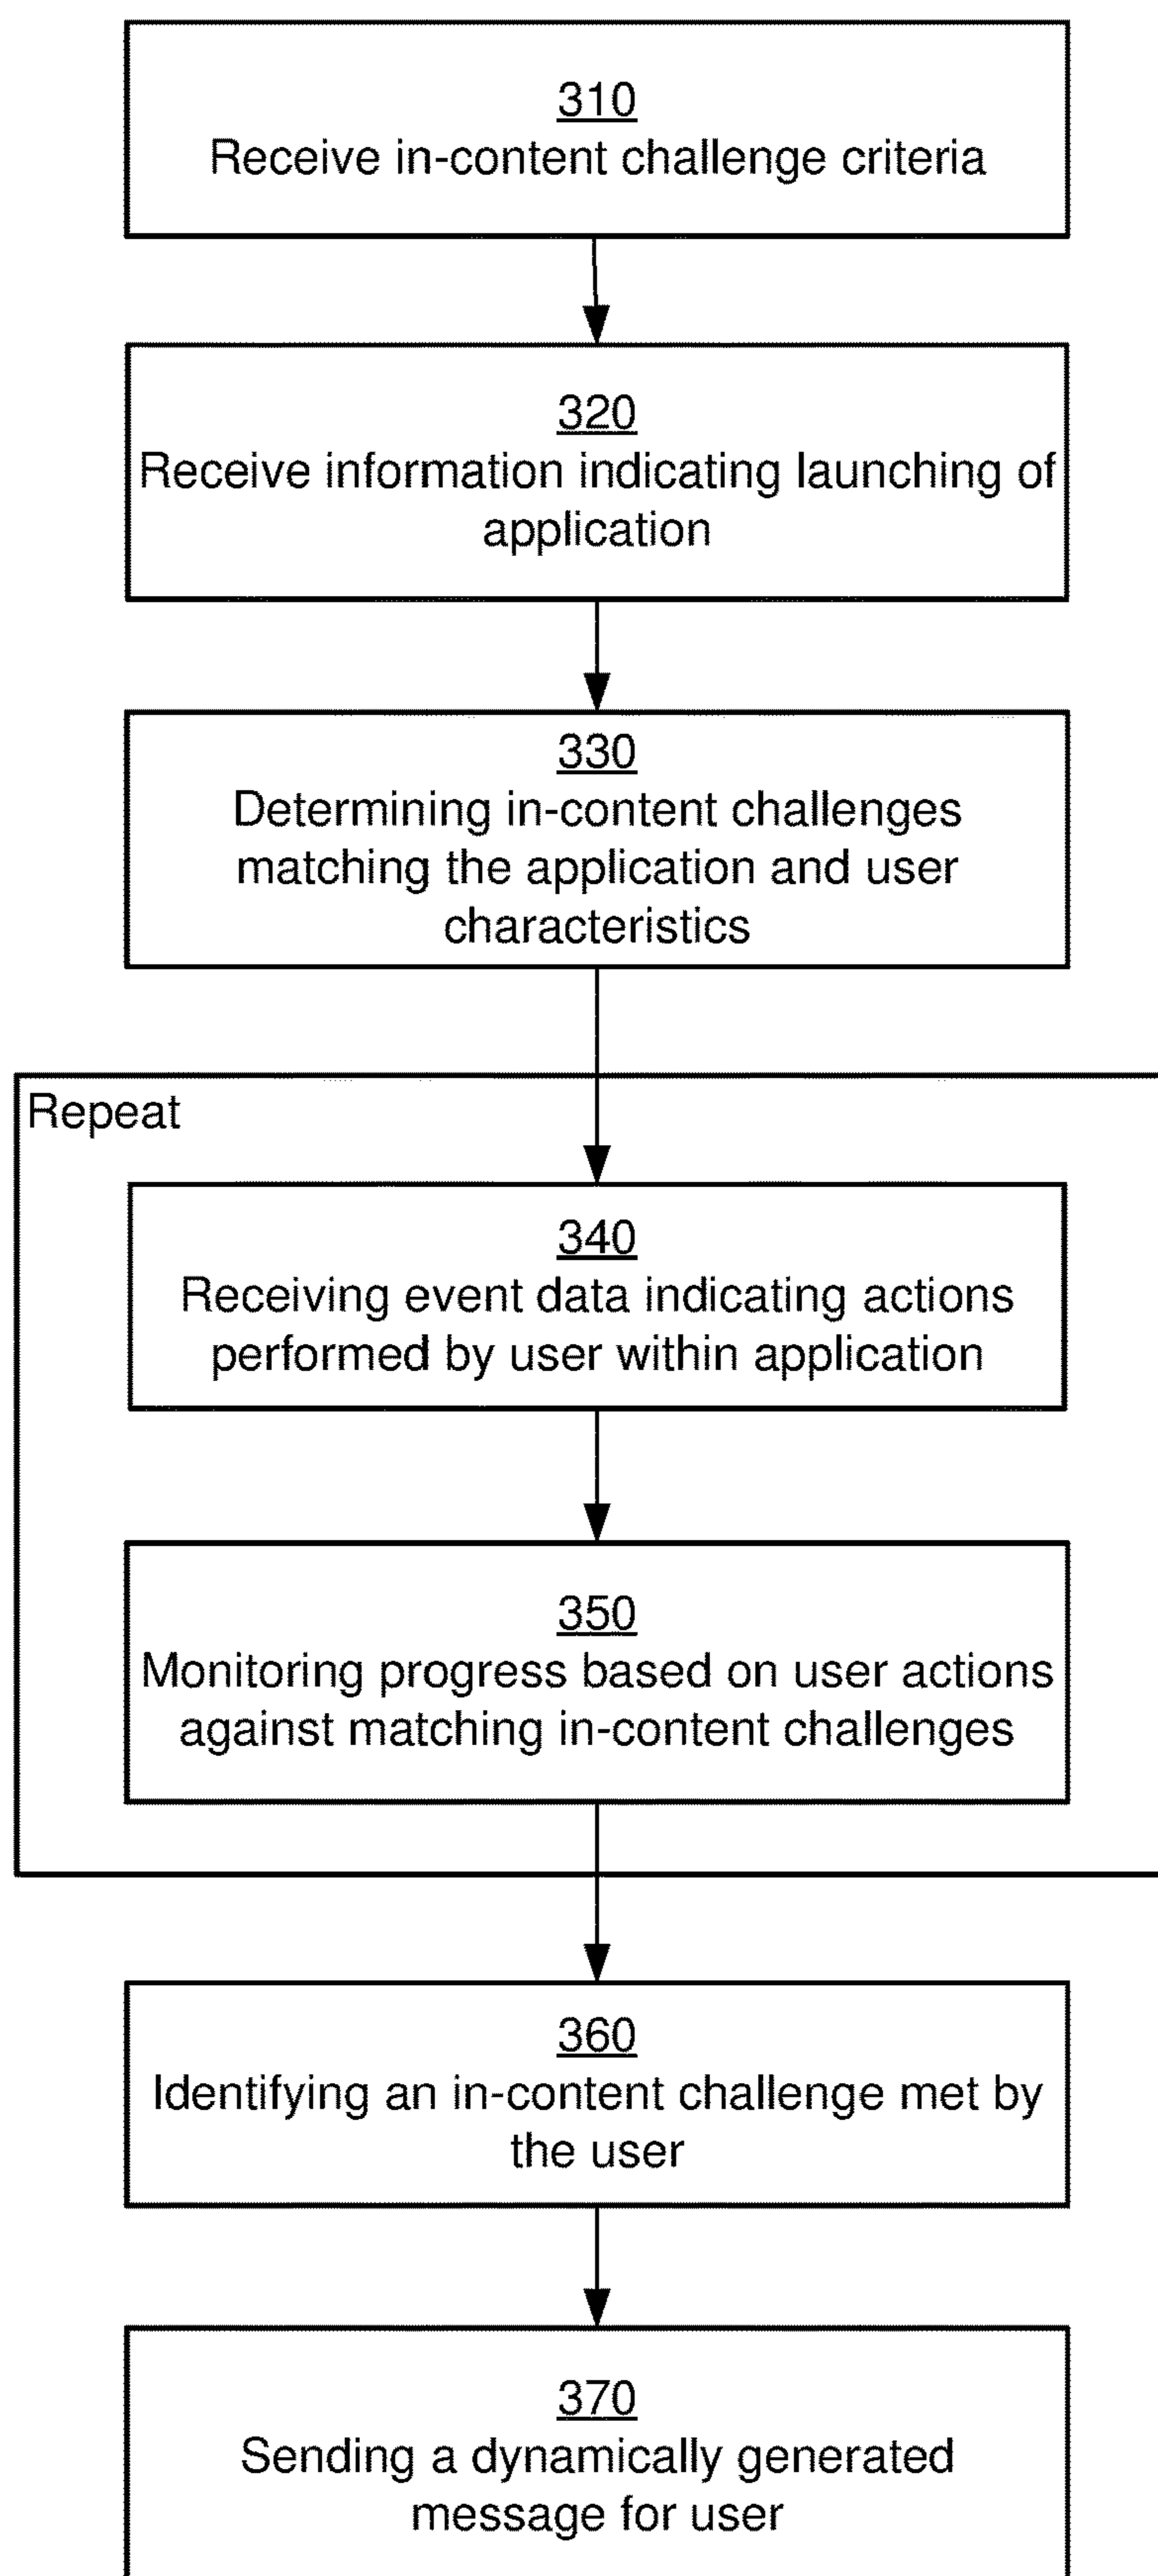 310
Receive in-content challenge criteria
320
Receive information indicating launching of
application
330
Determining in-content challenges
matching the application and user
characteristics
Repeat
340
Receiving event data indicating actions
performed by user within application
350
Monitoring progress based on user actions
against matching in-content challenges
360
Identifying an in-content challenge met by
the user
370
Sending a dynamically generated
message for user